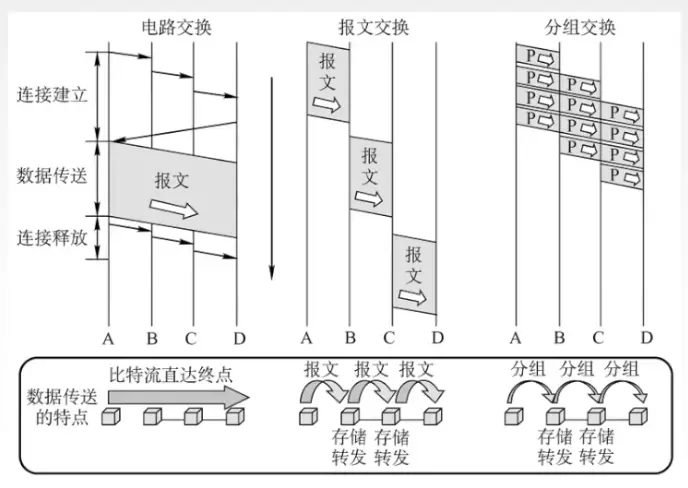 电路交换
报文交换
分组交换
连接建立
数据传送
连接释放
报文
报
文
报
文
报
文
P
P
P
P
P
P
P
P
P
P
P
P
A B C D
A B C D
A B C D
数据传送
的特点
比特流直达终点
报文 报文 报文
存储 存储
转发 转发
分组 分组 分组
存储 存储
转发 转发